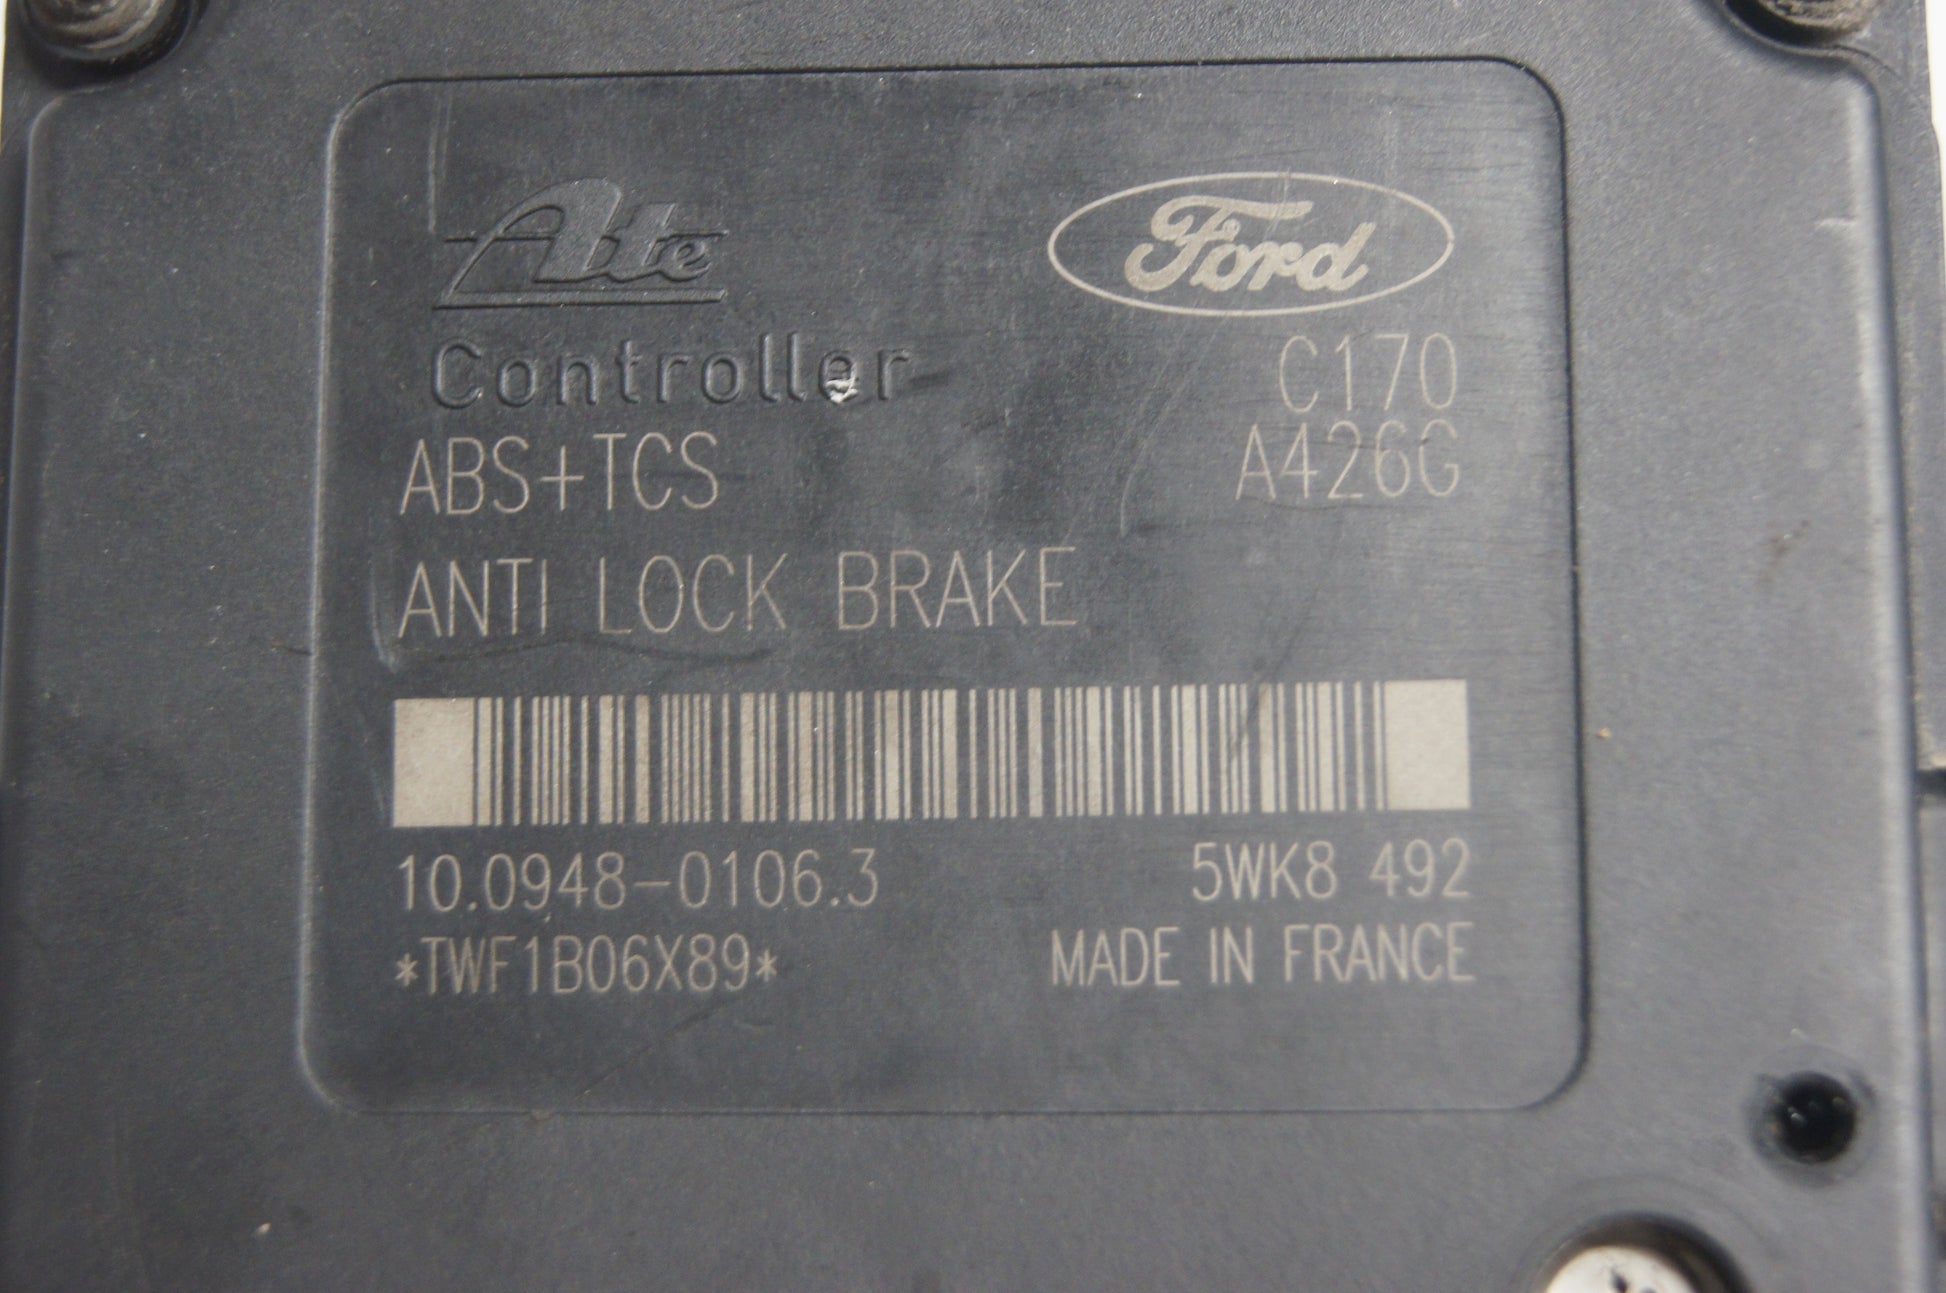 Ate Ford
Controller C170
ABS+TCS A426G
ANTI LOCK BRAKE
10.0948-0106.3 5WK8 492
*TWF1B06X89* MADE IN FRANCE